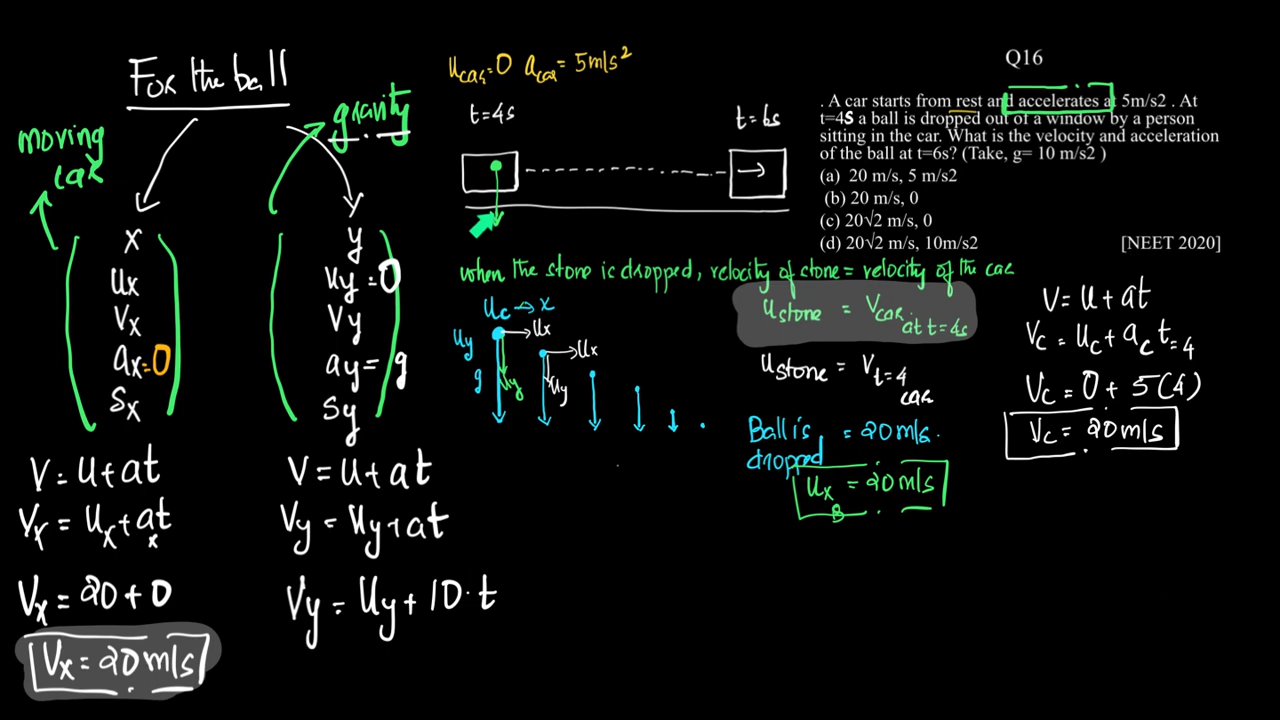 For the ball
moving
car
gravity
x
ux
Vx
ax=0
Sx
y
uy=0
Vy
ay= g
Sy
V= u+at
Vx= ux+axt
Vx= 20+0
Vx= 20m/s
V= u+at
Vy= uy+at
Vy= uy+10·t
ucar=0 acar= 5m/s²
t=4s
t=6s
when the stone is dropped, velocity of stone= velocity of the car
uc→x
ux
uy
g
vy
ux
uy
ustone = Vcar at t=4s
ustone = Vt=4 car
Ball is dropped = 20m/s.
ux = 20m/s
B
Q16
. A car starts from rest and accelerates at 5m/s2 . At
t=4S a ball is dropped out of a window by a person
sitting in the car. What is the velocity and acceleration
of the ball at t=6s? (Take, g= 10 m/s2 )
(a) 20 m/s, 5 m/s2
(b) 20 m/s, 0
(c) 20√2 m/s, 0
(d) 20√2 m/s, 10m/s2
[NEET 2020]
V= u+at
Vc= uc+ac t=4
Vc= 0+ 5(4)
Vc= 20m/s